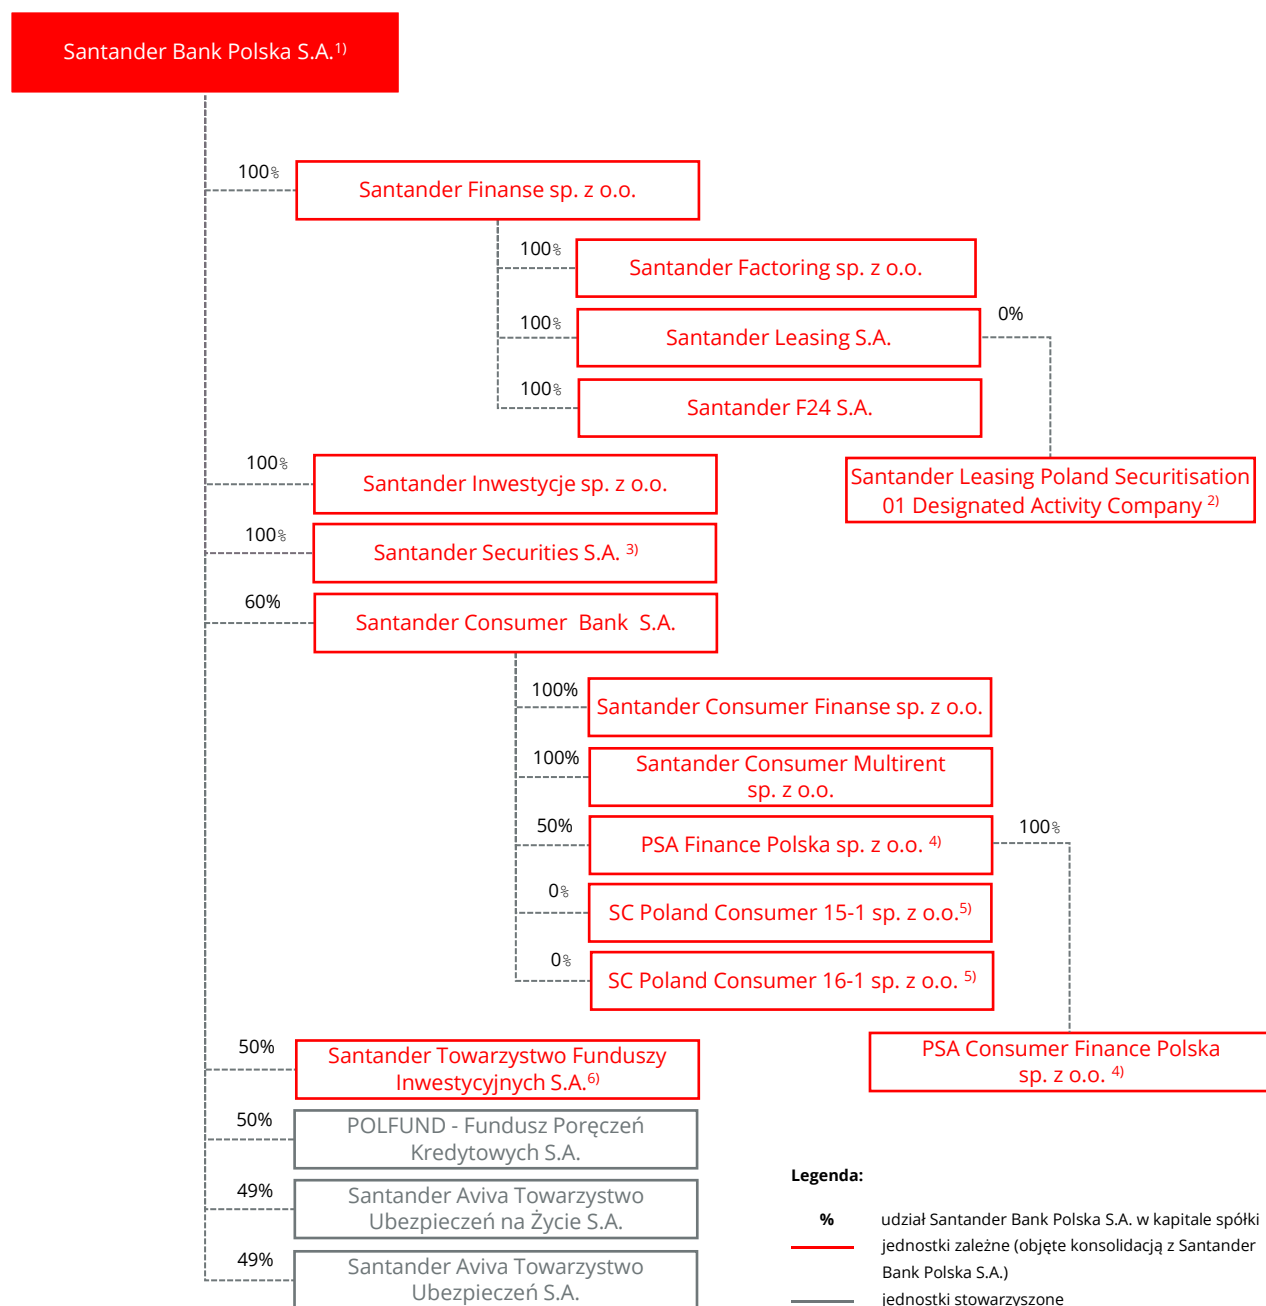 Santander Bank Polska S.A.1)
100%
Santander Finanse sp. z o.o.
100%
Santander Factoring sp. z o.o.
100%
Santander Leasing S.A.
0%
100%
Santander F24 S.A.
Santander Leasing Poland Securitisation
01 Designated Activity Company 2)
100%
Santander Inwestycje sp. z o.o.
100%
Santander Securities S.A. 3)
60%
Santander Consumer Bank S.A.
100%
Santander Consumer Finanse sp. z o.o.
100%
Santander Consumer Multirent
sp. z o.o.
50%
PSA Finance Polska sp. z o.o. 4)
100%
0%
SC Poland Consumer 15-1 sp. z o.o.5)
0%
SC Poland Consumer 16-1 sp. z o.o. 5)
PSA Consumer Finance Polska
sp. z o.o. 4)
50%
Santander Towarzystwo Funduszy
Inwestycyjnych S.A.6)
50%
POLFUND - Fundusz Poręczeń
Kredytowych S.A.
49%
Santander Aviva Towarzystwo
Ubezpieczeń na Życie S.A.
49%
Santander Aviva Towarzystwo
Ubezpieczeń S.A.
Legenda:
% udział Santander Bank Polska S.A. w kapitale spółki
jednostki zależne (objęte konsolidacją z Santander
Bank Polska S.A.)
jednostki stowarzyszone